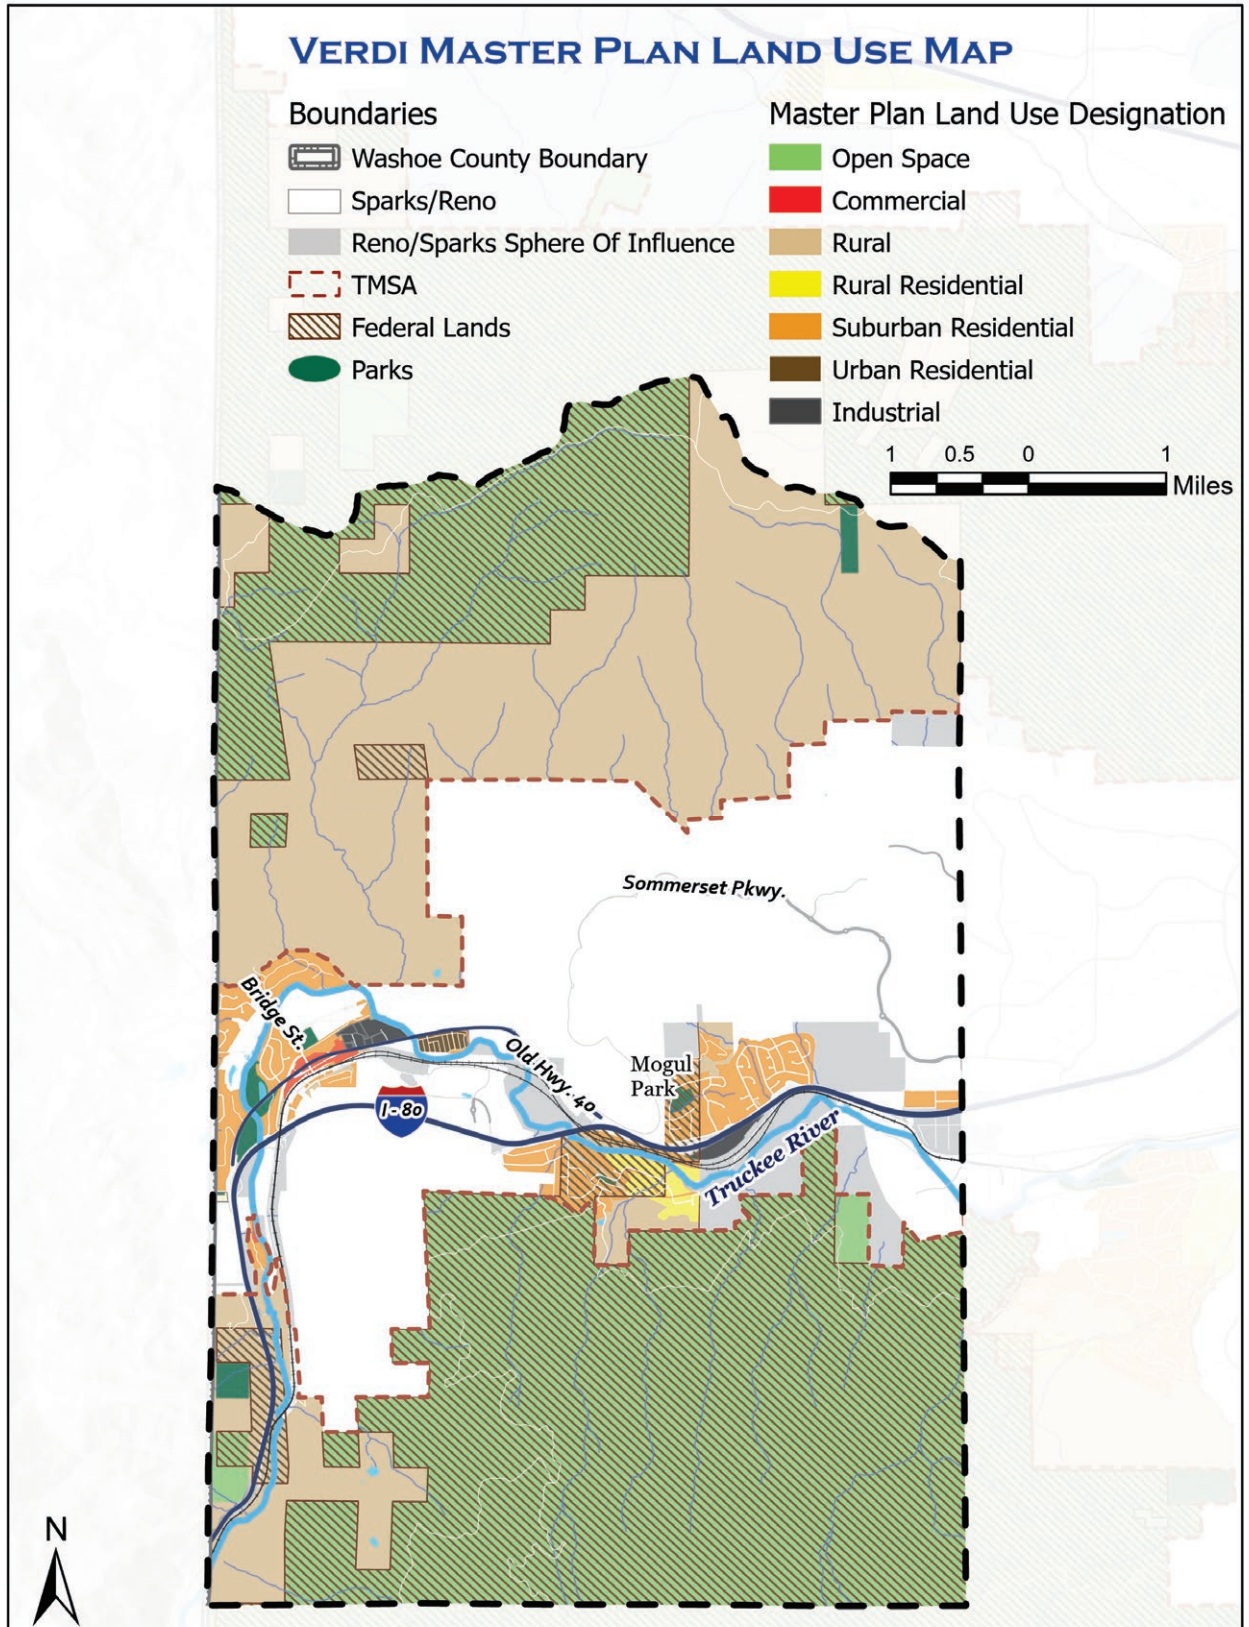 VERDI MASTER PLAN LAND USE MAP
Boundaries
Washoe County Boundary
Sparks/Reno
Reno/Sparks Sphere Of Influence
TMSA
Federal Lands
Parks
Master Plan Land Use Designation
Open Space
Commercial
Rural
Rural Residential
Suburban Residential
Urban Residential
Industrial
1 0.5 0 1
Miles
Sommerset Pkwy.
Bridge St.
Old Hwy. 40
Mogul
Park
I-80
Truckee River
N